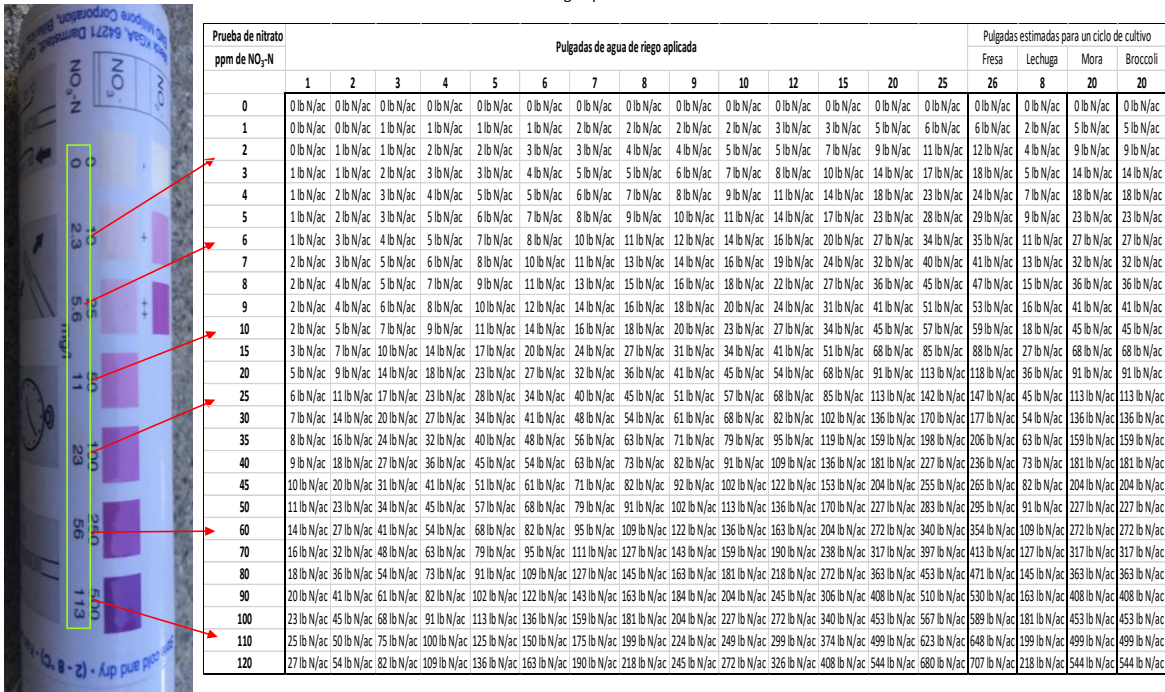 Millipore Corporation,
Merck KGaA, 64271 Darmstadt,
NO₂⁻
NO₃⁻
NO₃-N
0 10 25 50 100 250 500
0 2.3 5.6 11 23 56 113
mg/l
- +  ++
cold and dry - (2 - 8 °C) -
Prueba de nitrato Pulgadas de agua de riego aplicada Pulgadas estimadas para un ciclo de cultivo
ppm de NO₃-N Fresa Lechuga Mora Broccoli
1 2 3 4 5 6 7 8 9 10 12 15 20 25 26 8 20 20
0 0 lb N/ac 0 lb N/ac 0 lb N/ac 0 lb N/ac 0 lb N/ac 0 lb N/ac 0 lb N/ac 0 lb N/ac 0 lb N/ac 0 lb N/ac 0 lb N/ac 0 lb N/ac 0 lb N/ac 0 lb N/ac 0 lb N/ac 0 lb N/ac 0 lb N/ac 0 lb N/ac
1 0 lb N/ac 0 lb N/ac 1 lb N/ac 1 lb N/ac 1 lb N/ac 1 lb N/ac 2 lb N/ac 2 lb N/ac 2 lb N/ac 2 lb N/ac 3 lb N/ac 3 lb N/ac 5 lb N/ac 6 lb N/ac 6 lb N/ac 2 lb N/ac 5 lb N/ac 5 lb N/ac
2 0 lb N/ac 1 lb N/ac 1 lb N/ac 2 lb N/ac 2 lb N/ac 3 lb N/ac 3 lb N/ac 4 lb N/ac 4 lb N/ac 5 lb N/ac 5 lb N/ac 7 lb N/ac 9 lb N/ac 11 lb N/ac 12 lb N/ac 4 lb N/ac 9 lb N/ac 9 lb N/ac
3 1 lb N/ac 1 lb N/ac 2 lb N/ac 3 lb N/ac 3 lb N/ac 4 lb N/ac 5 lb N/ac 5 lb N/ac 6 lb N/ac 7 lb N/ac 8 lb N/ac 10 lb N/ac 14 lb N/ac 17 lb N/ac 18 lb N/ac 5 lb N/ac 14 lb N/ac 14 lb N/ac
4 1 lb N/ac 2 lb N/ac 3 lb N/ac 4 lb N/ac 5 lb N/ac 5 lb N/ac 6 lb N/ac 7 lb N/ac 8 lb N/ac 9 lb N/ac 11 lb N/ac 14 lb N/ac 18 lb N/ac 23 lb N/ac 24 lb N/ac 7 lb N/ac 18 lb N/ac 18 lb N/ac
5 1 lb N/ac 2 lb N/ac 3 lb N/ac 5 lb N/ac 6 lb N/ac 7 lb N/ac 8 lb N/ac 9 lb N/ac 10 lb N/ac 11 lb N/ac 14 lb N/ac 17 lb N/ac 23 lb N/ac 28 lb N/ac 29 lb N/ac 9 lb N/ac 23 lb N/ac 23 lb N/ac
6 1 lb N/ac 3 lb N/ac 4 lb N/ac 5 lb N/ac 7 lb N/ac 8 lb N/ac 10 lb N/ac 11 lb N/ac 12 lb N/ac 14 lb N/ac 16 lb N/ac 20 lb N/ac 27 lb N/ac 34 lb N/ac 35 lb N/ac 11 lb N/ac 27 lb N/ac 27 lb N/ac
7 2 lb N/ac 3 lb N/ac 5 lb N/ac 6 lb N/ac 8 lb N/ac 10 lb N/ac 11 lb N/ac 13 lb N/ac 14 lb N/ac 16 lb N/ac 19 lb N/ac 24 lb N/ac 32 lb N/ac 40 lb N/ac 41 lb N/ac 13 lb N/ac 32 lb N/ac 32 lb N/ac
8 2 lb N/ac 4 lb N/ac 5 lb N/ac 7 lb N/ac 9 lb N/ac 11 lb N/ac 13 lb N/ac 15 lb N/ac 16 lb N/ac 18 lb N/ac 22 lb N/ac 27 lb N/ac 36 lb N/ac 45 lb N/ac 47 lb N/ac 15 lb N/ac 36 lb N/ac 36 lb N/ac
9 2 lb N/ac 4 lb N/ac 6 lb N/ac 8 lb N/ac 10 lb N/ac 12 lb N/ac 14 lb N/ac 16 lb N/ac 18 lb N/ac 20 lb N/ac 24 lb N/ac 31 lb N/ac 41 lb N/ac 51 lb N/ac 53 lb N/ac 16 lb N/ac 41 lb N/ac 41 lb N/ac
10 2 lb N/ac 5 lb N/ac 7 lb N/ac 9 lb N/ac 11 lb N/ac 14 lb N/ac 16 lb N/ac 18 lb N/ac 20 lb N/ac 23 lb N/ac 27 lb N/ac 34 lb N/ac 45 lb N/ac 57 lb N/ac 59 lb N/ac 18 lb N/ac 45 lb N/ac 45 lb N/ac
15 3 lb N/ac 7 lb N/ac 10 lb N/ac 14 lb N/ac 17 lb N/ac 20 lb N/ac 24 lb N/ac 27 lb N/ac 31 lb N/ac 34 lb N/ac 41 lb N/ac 51 lb N/ac 68 lb N/ac 85 lb N/ac 88 lb N/ac 27 lb N/ac 68 lb N/ac 68 lb N/ac
20 5 lb N/ac 9 lb N/ac 14 lb N/ac 18 lb N/ac 23 lb N/ac 27 lb N/ac 32 lb N/ac 36 lb N/ac 41 lb N/ac 45 lb N/ac 54 lb N/ac 68 lb N/ac 91 lb N/ac 113 lb N/ac 118 lb N/ac 36 lb N/ac 91 lb N/ac 91 lb N/ac
25 6 lb N/ac 11 lb N/ac 17 lb N/ac 23 lb N/ac 28 lb N/ac 34 lb N/ac 40 lb N/ac 45 lb N/ac 51 lb N/ac 57 lb N/ac 68 lb N/ac 85 lb N/ac 113 lb N/ac 142 lb N/ac 147 lb N/ac 45 lb N/ac 113 lb N/ac 113 lb N/ac
30 7 lb N/ac 14 lb N/ac 20 lb N/ac 27 lb N/ac 34 lb N/ac 41 lb N/ac 48 lb N/ac 54 lb N/ac 61 lb N/ac 68 lb N/ac 82 lb N/ac 102 lb N/ac 136 lb N/ac 170 lb N/ac 177 lb N/ac 54 lb N/ac 136 lb N/ac 136 lb N/ac
35 8 lb N/ac 16 lb N/ac 24 lb N/ac 32 lb N/ac 40 lb N/ac 48 lb N/ac 56 lb N/ac 63 lb N/ac 71 lb N/ac 79 lb N/ac 95 lb N/ac 119 lb N/ac 159 lb N/ac 198 lb N/ac 206 lb N/ac 63 lb N/ac 159 lb N/ac 159 lb N/ac
40 9 lb N/ac 18 lb N/ac 27 lb N/ac 36 lb N/ac 45 lb N/ac 54 lb N/ac 63 lb N/ac 73 lb N/ac 82 lb N/ac 91 lb N/ac 109 lb N/ac 136 lb N/ac 181 lb N/ac 227 lb N/ac 236 lb N/ac 73 lb N/ac 181 lb N/ac 181 lb N/ac
45 10 lb N/ac 20 lb N/ac 31 lb N/ac 41 lb N/ac 51 lb N/ac 61 lb N/ac 71 lb N/ac 82 lb N/ac 92 lb N/ac 102 lb N/ac 122 lb N/ac 153 lb N/ac 204 lb N/ac 255 lb N/ac 265 lb N/ac 82 lb N/ac 204 lb N/ac 204 lb N/ac
50 11 lb N/ac 23 lb N/ac 34 lb N/ac 45 lb N/ac 57 lb N/ac 68 lb N/ac 79 lb N/ac 91 lb N/ac 102 lb N/ac 113 lb N/ac 136 lb N/ac 170 lb N/ac 227 lb N/ac 283 lb N/ac 295 lb N/ac 91 lb N/ac 227 lb N/ac 227 lb N/ac
60 14 lb N/ac 27 lb N/ac 41 lb N/ac 54 lb N/ac 68 lb N/ac 82 lb N/ac 95 lb N/ac 109 lb N/ac 122 lb N/ac 136 lb N/ac 163 lb N/ac 204 lb N/ac 272 lb N/ac 340 lb N/ac 354 lb N/ac 109 lb N/ac 272 lb N/ac 272 lb N/ac
70 16 lb N/ac 32 lb N/ac 48 lb N/ac 63 lb N/ac 79 lb N/ac 95 lb N/ac 111 lb N/ac 127 lb N/ac 143 lb N/ac 159 lb N/ac 190 lb N/ac 238 lb N/ac 317 lb N/ac 397 lb N/ac 413 lb N/ac 127 lb N/ac 317 lb N/ac 317 lb N/ac
80 18 lb N/ac 36 lb N/ac 54 lb N/ac 73 lb N/ac 91 lb N/ac 109 lb N/ac 127 lb N/ac 145 lb N/ac 163 lb N/ac 181 lb N/ac 218 lb N/ac 272 lb N/ac 363 lb N/ac 453 lb N/ac 471 lb N/ac 145 lb N/ac 363 lb N/ac 363 lb N/ac
90 20 lb N/ac 41 lb N/ac 61 lb N/ac 82 lb N/ac 102 lb N/ac 122 lb N/ac 143 lb N/ac 163 lb N/ac 184 lb N/ac 204 lb N/ac 245 lb N/ac 306 lb N/ac 408 lb N/ac 510 lb N/ac 530 lb N/ac 163 lb N/ac 408 lb N/ac 408 lb N/ac
100 23 lb N/ac 45 lb N/ac 68 lb N/ac 91 lb N/ac 113 lb N/ac 136 lb N/ac 159 lb N/ac 181 lb N/ac 204 lb N/ac 227 lb N/ac 272 lb N/ac 340 lb N/ac 453 lb N/ac 567 lb N/ac 589 lb N/ac 181 lb N/ac 453 lb N/ac 453 lb N/ac
110 25 lb N/ac 50 lb N/ac 75 lb N/ac 100 lb N/ac 125 lb N/ac 150 lb N/ac 175 lb N/ac 199 lb N/ac 224 lb N/ac 249 lb N/ac 299 lb N/ac 374 lb N/ac 499 lb N/ac 623 lb N/ac 648 lb N/ac 199 lb N/ac 499 lb N/ac 499 lb N/ac
120 27 lb N/ac 54 lb N/ac 82 lb N/ac 109 lb N/ac 136 lb N/ac 163 lb N/ac 190 lb N/ac 218 lb N/ac 245 lb N/ac 272 lb N/ac 326 lb N/ac 408 lb N/ac 544 lb N/ac 680 lb N/ac 707 lb N/ac 218 lb N/ac 544 lb N/ac 544 lb N/ac